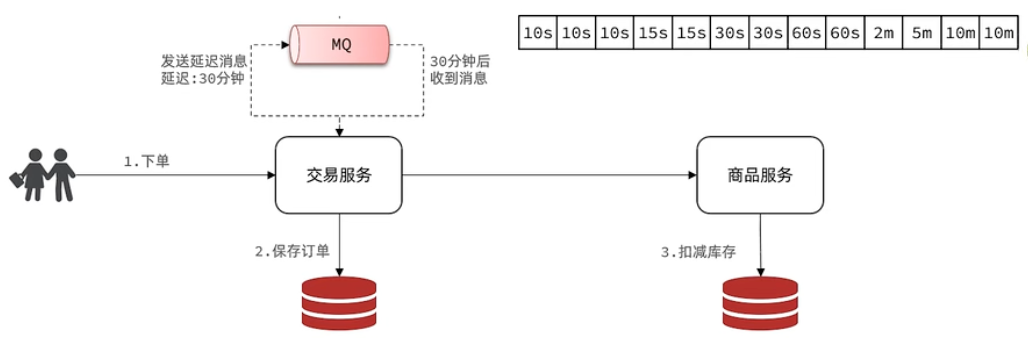 MQ
10s 10s 10s 15s 15s 30s 30s 60s 60s 2m 5m 10m 10m
发送延迟消息
延迟:30分钟
30分钟后
收到消息
1.下单
交易服务
商品服务
2.保存订单
3.扣减库存